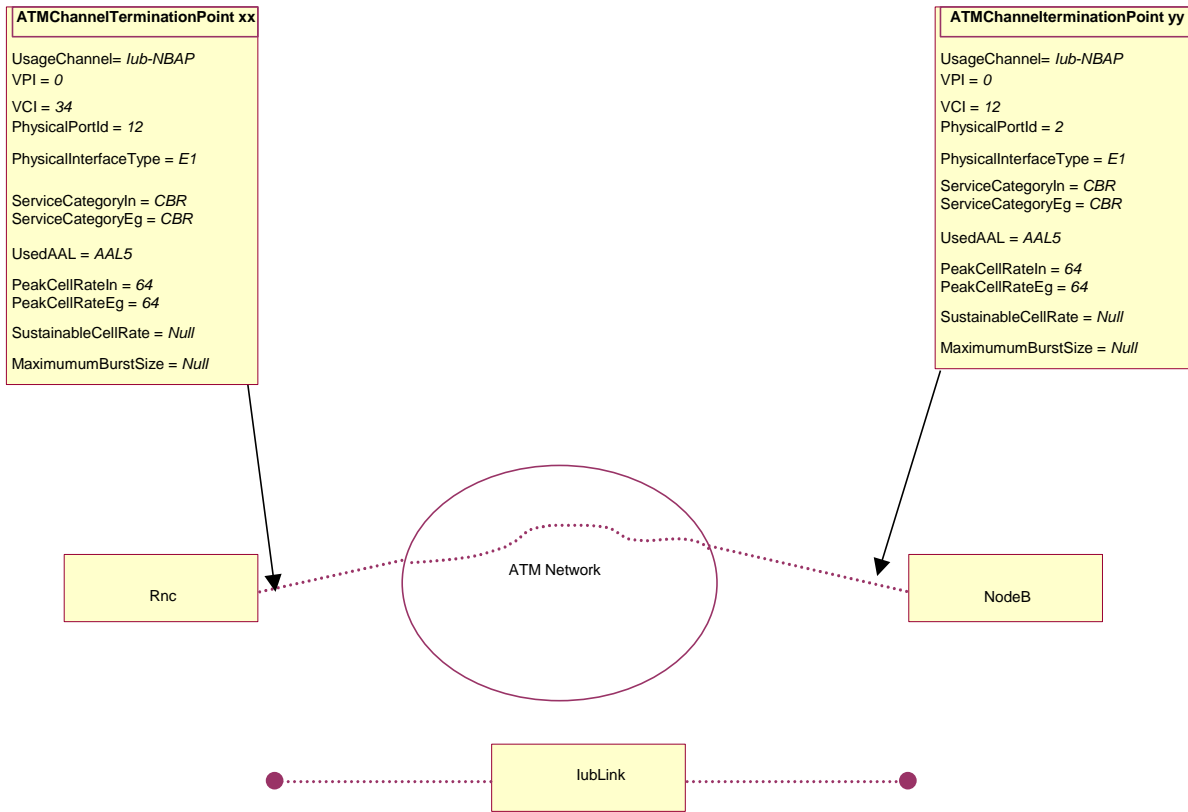 ATMChannelTerminationPoint xx
UsageChannel= Iub-NBAP
VPI = 0
VCI = 34
PhysicalPortId = 12
PhysicalInterfaceType = E1
ServiceCategoryIn = CBR
ServiceCategoryEg = CBR
UsedAAL = AAL5
PeakCellRateIn = 64
PeakCellRateEg = 64
SustainableCellRate = Null
MaximumumBurstSize = Null
ATMChannelterminationPoint yy
UsageChannel= Iub-NBAP
VPI = 0
VCI = 12
PhysicalPortId = 2
PhysicalInterfaceType = E1
ServiceCategoryIn = CBR
ServiceCategoryEg = CBR
UsedAAL = AAL5
PeakCellRateIn = 64
PeakCellRateEg = 64
SustainableCellRate = Null
MaximumumBurstSize = Null
Rnc
ATM Network
NodeB
IubLink